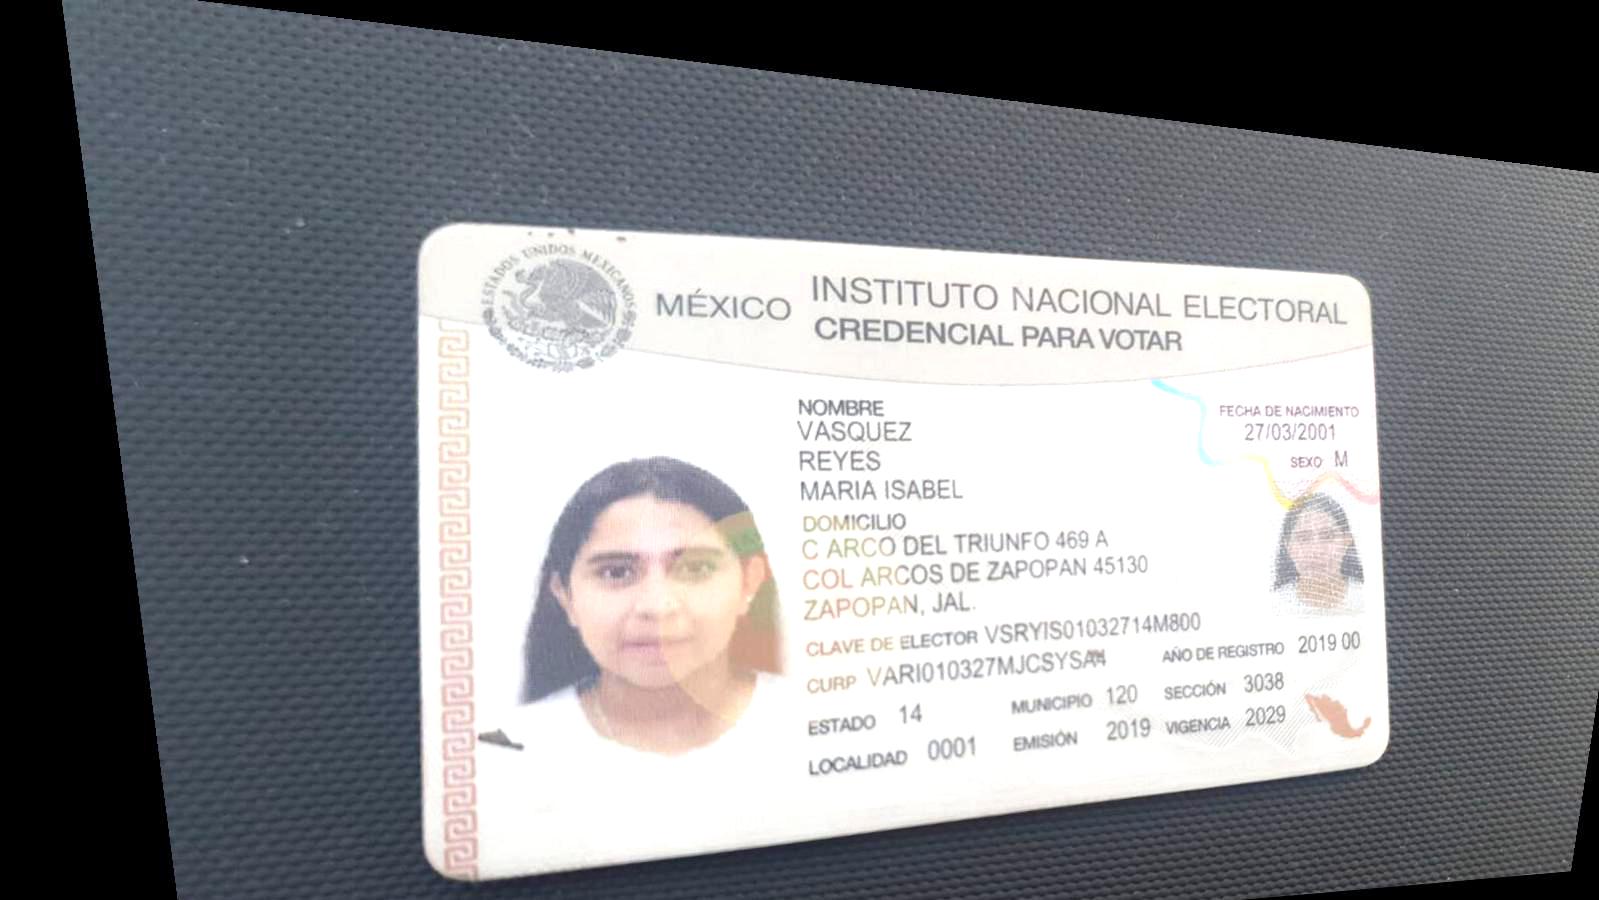 ESTADOS UNIDOS MEXICANOS
MÉXICO
INSTITUTO NACIONAL ELECTORAL
CREDENCIAL PARA VOTAR
NOMBRE
VASQUEZ
REYES
MARIA ISABEL
FECHA DE NACIMIENTO
27/03/2001
SEXO M
DOMICILIO
C ARCO DEL TRIUNFO 469 A
COL ARCOS DE ZAPOPAN 45130
ZAPOPAN, JAL.
CLAVE DE ELECTOR VSRYIS01032714M800
CURP AÑO DE REGISTRO 2019 00
ESTADO 14 MUNICIPIO 120 SECCIÓN 3038
LOCALIDAD 0001 EMISIÓN 2019 VIGENCIA 2029